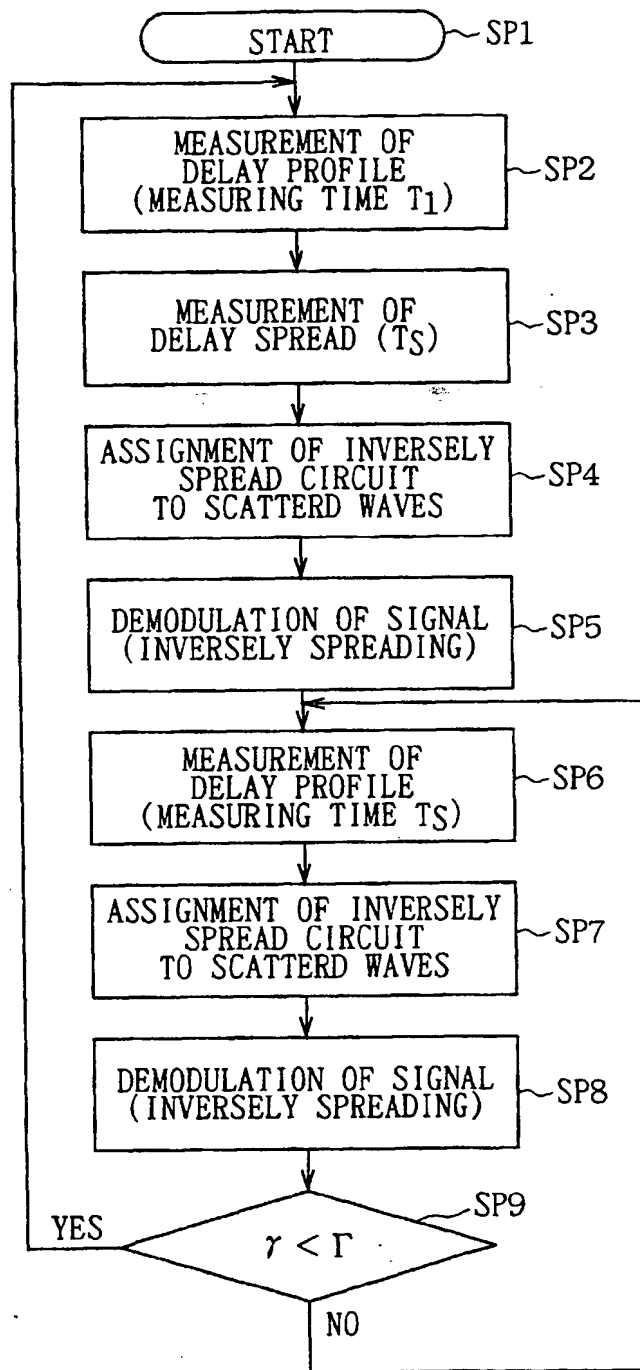 START
SP1
MEASUREMENT OF
DELAY PROFILE
(MEASURING TIME T1)
SP2
MEASUREMENT OF
DELAY SPREAD (TS)
SP3
ASSIGNMENT OF INVERSELY
SPREAD CIRCUIT
TO SCATTERD WAVES
SP4
DEMODULATION OF SIGNAL
(INVERSELY SPREADING)
SP5
MEASUREMENT OF
DELAY PROFILE
(MEASURING TIME TS)
SP6
ASSIGNMENT OF INVERSELY
SPREAD CIRCUIT
TO SCATTERD WAVES
SP7
DEMODULATION OF SIGNAL
(INVERSELY SPREADING)
SP8
SP9
YES
γ < Γ
NO